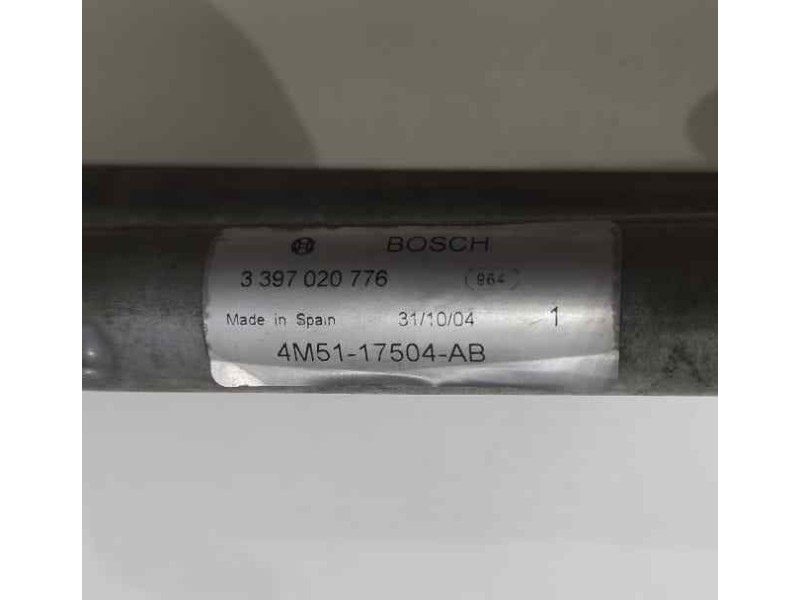 BOSCH
3 397 020 776 964
Made in Spain 31/10/04 1
4M51-17504-AB